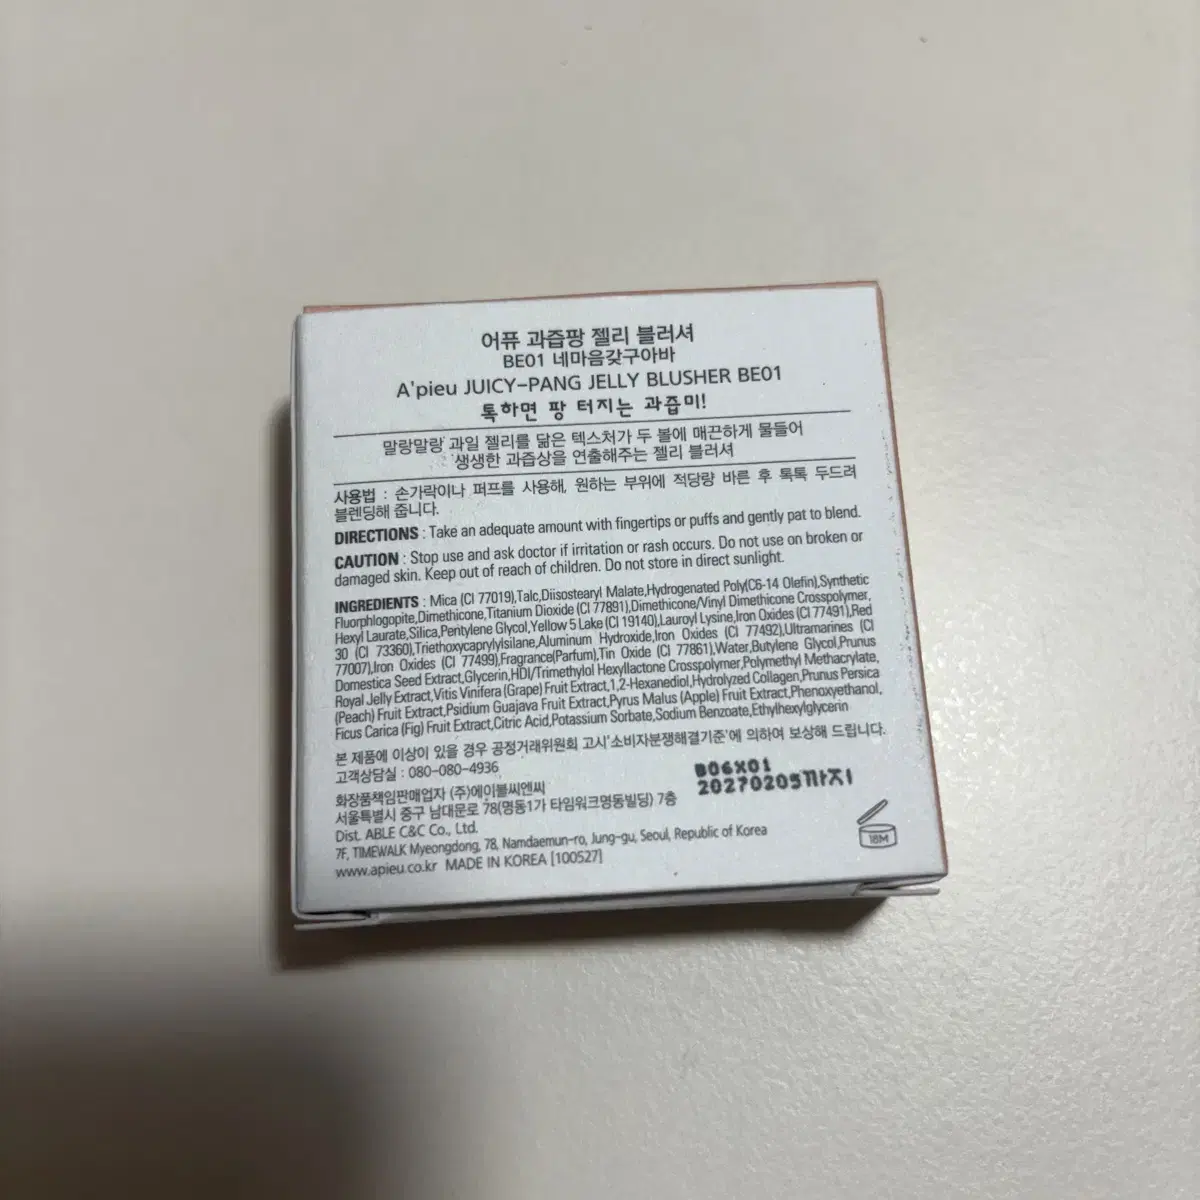 어퓨 과즙팡 젤리 블러셔
BE01 네마음갖구아바
A'pieu JUICY-PANG JELLY BLUSHER BE01
톡하면 팡 터지는 과즙미!
말랑말랑 과일 젤리를 닮은 텍스처가 두 볼에 매끈하게 물들어
생생한 과즙상을 연출해주는 젤리 블러셔
사용법 : 손가락이나 퍼프를 사용해, 원하는 부위에 적당량 바른 후 톡톡 두드려
블렌딩해 줍니다.
DIRECTIONS : Take an adequate amount with fingertips or puffs and gently pat to blend.
CAUTION : Stop use and ask doctor if irritation or rash occurs. Do not use on broken or
damaged skin. Keep out of reach of children. Do not store in direct sunlight.
INGREDIENTS : Mica (CI 77019),Talc,Diisostearyl Malate,Hydrogenated Poly(C6-14 Olefin),Synthetic
Fluorphlogopite,Dimethicone,Titanium Dioxide (CI 77891),Dimethicone/Vinyl Dimethicone Crosspolymer,
Hexyl Laurate,Silica,Pentylene Glycol,Yellow 5 Lake (CI 19140),Lauroyl Lysine,Iron Oxides (CI 77491),Red
30 (CI 73360),Triethoxycaprylylsilane,Aluminum Hydroxide,Iron Oxides (CI 77492),Ultramarines (CI
77007),Iron Oxides (CI 77499),Fragrance(Parfum),Tin Oxide (CI 77861),Water,Butylene Glycol,Prunus
Domestica Seed Extract,Glycerin,HDI/Trimethylol Hexyllactone Crosspolymer,Polymethyl Methacrylate,
Royal Jelly Extract,Vitis Vinifera (Grape) Fruit Extract,1,2-Hexanediol,Hydrolyzed Collagen,Prunus Persica
(Peach) Fruit Extract,Psidium Guajava Fruit Extract,Pyrus Malus (Apple) Fruit Extract,Phenoxyethanol,
Ficus Carica (Fig) Fruit Extract,Citric Acid,Potassium Sorbate,Sodium Benzoate,Ethylhexylglycerin
본 제품에 이상이 있을 경우 공정거래위원회 고시'소비자분쟁해결기준'에 의하여 보상해 드립니다.
고객상담실 : 080-080-4936
화장품책임판매업자 (주)에이블씨엔씨
서울특별시 중구 남대문로 78(명동1가 타임워크명동빌딩) 7층
Dist. ABLE C&C Co., Ltd.
7F, TIMEWALK Myeongdong, 78, Namdaemun-ro, Jung-gu, Seoul, Republic of Korea
www.apieu.co.kr MADE IN KOREA [100527]
B06X01
20270205까지
18M